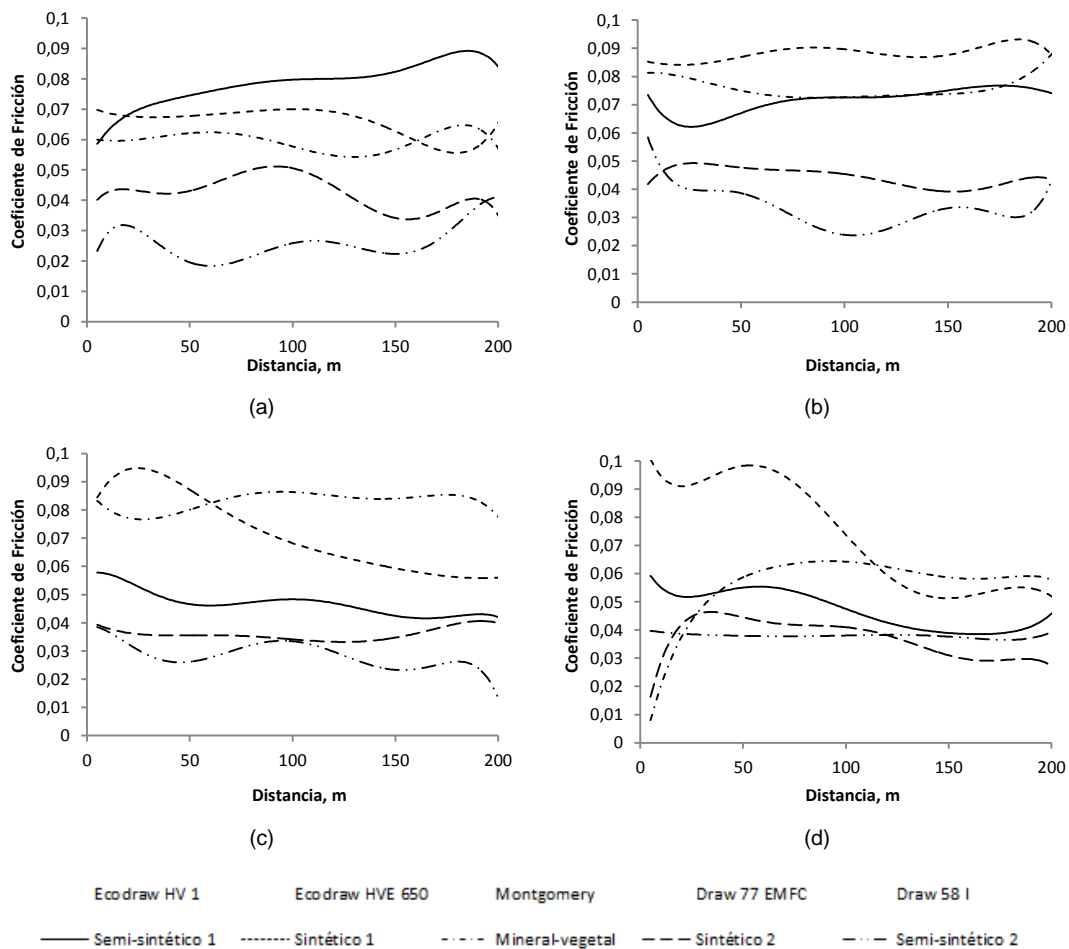 0,1
0,09
0,08
0,07
0,06
0,05
0,04
0,03
0,02
0,01
0
Coeficiente de Fricción
0 50 100 150 200
Distancia, m
(a)
0,1
0,09
0,08
0,07
0,06
0,05
0,04
0,03
0,02
0,01
0
Coeficiente de Fricción
0 50 100 150 200
Distancia, m
(b)
0,1
0,09
0,08
0,07
0,06
0,05
0,04
0,03
0,02
0,01
0
Coeficiente de Fricción
0 50 100 150 200
Distancia, m
(c)
0,1
0,09
0,08
0,07
0,06
0,05
0,04
0,03
0,02
0,01
0
Coeficiente de Fricción
0 50 100 150 200
Distancia, m
(d)
Ecodraw HV 1 Ecodraw HVE 650 Montgomery Draw 77 EMFC Draw 58 I
Semi-sintético 1 Sintético 1 Mineral-vegetal Sintético 2 Semi-sintético 2